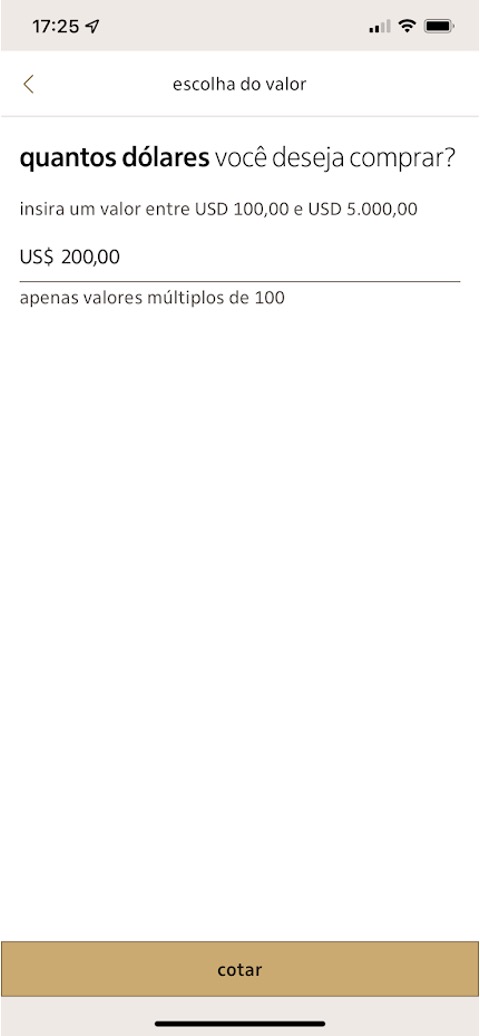 17:25
escolha do valor
quantos dólares você deseja comprar?
insira um valor entre USD 100,00 e USD 5.000,00
US$ 200,00
apenas valores múltiplos de 100
cotar